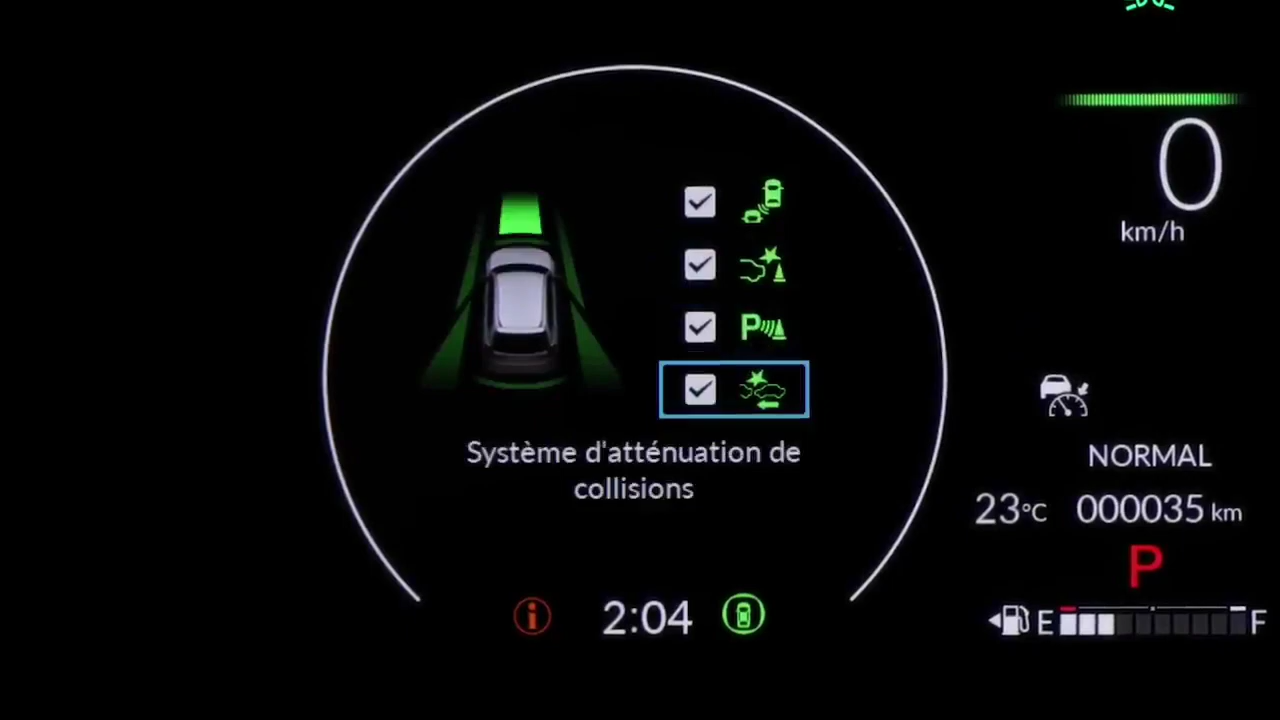 0
km/h
P
Système d'atténuation de
collisions
NORMAL
23°C 000035 km
P
2:04
E F